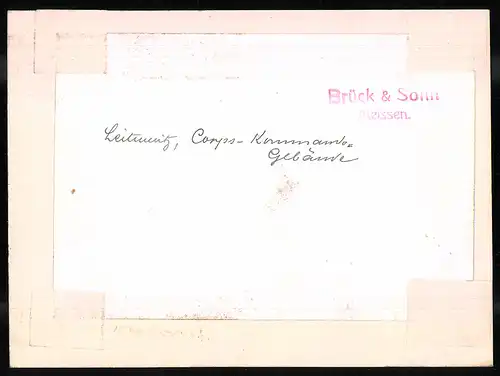 Brück & Sohn
Meissen.
Leitmeritz, Corps-Kommando-
Gebäude